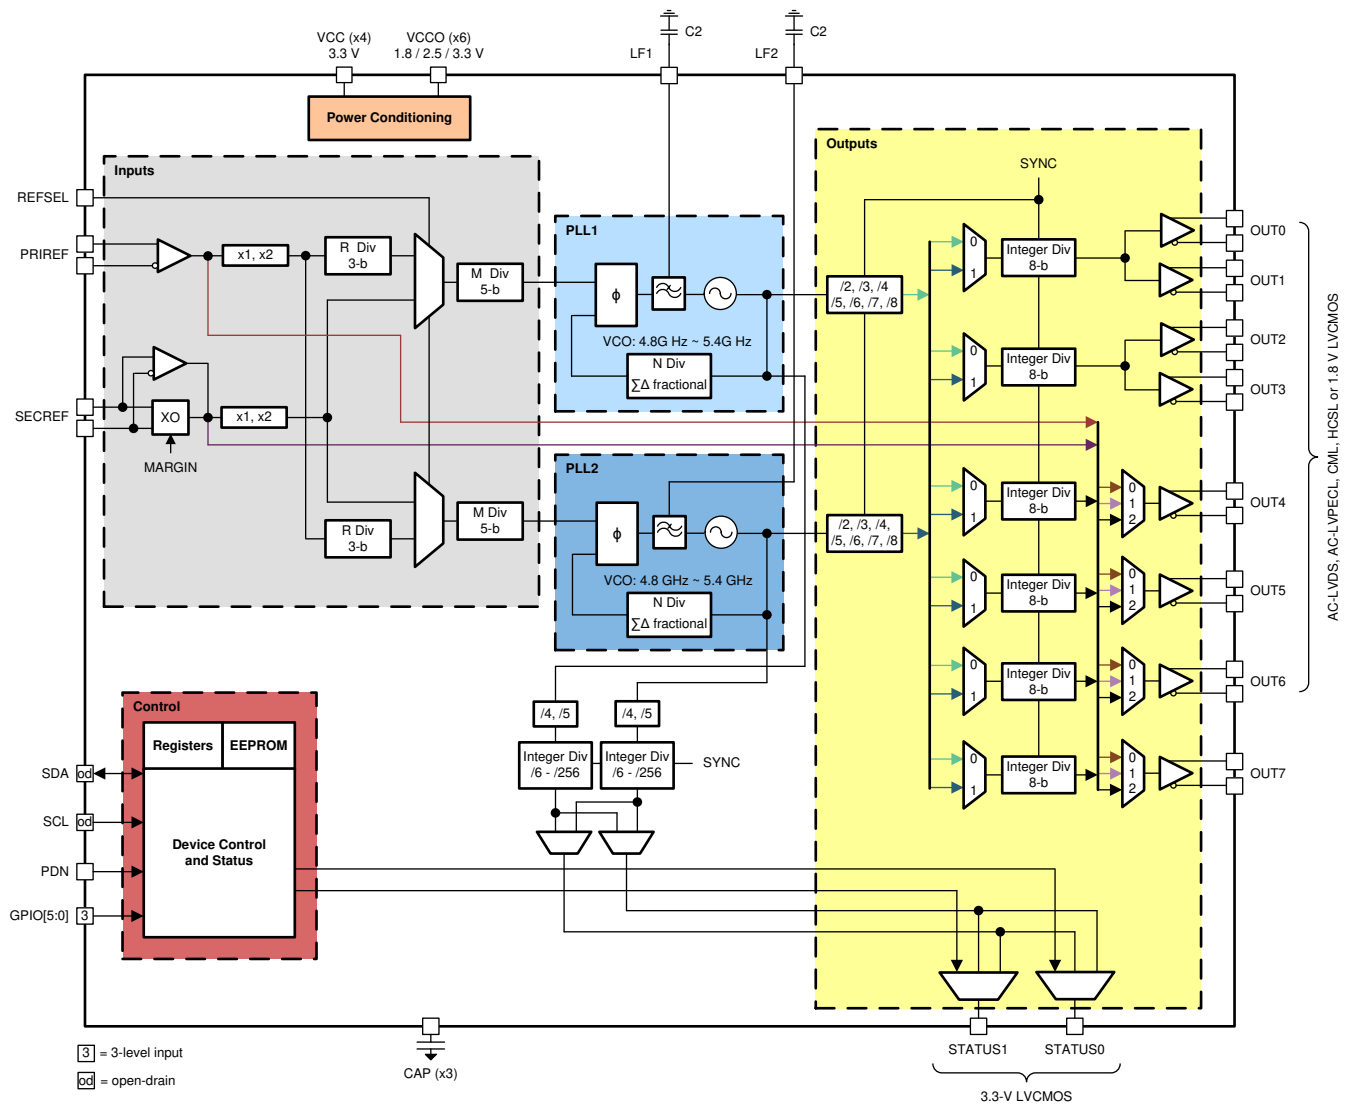 VCC (x4)
3.3 V
VCCO (x6)
1.8 / 2.5 / 3.3 V
C2
LF1
C2
LF2
Power Conditioning
Inputs
REFSEL
PRIREF
x1, x2
R Div
3-b
M Div
5-b
SECREF
XO
x1, x2
MARGIN
R Div
3-b
M Div
5-b
PLL1
ϕ
VCO: 4.8G Hz ~ 5.4G Hz
N Div
∑Δ fractional
PLL2
ϕ
VCO: 4.8 GHz ~ 5.4 GHz
N Div
∑Δ fractional
Outputs
SYNC
/2, /3, /4
/5, /6, /7, /8
/2, /3, /4,
/5, /6, /7, /8
0
1
Integer Div
8-b
OUT0
OUT1
0
1
Integer Div
8-b
OUT2
OUT3
0
1
Integer Div
8-b
0
1
2
OUT4
0
1
Integer Div
8-b
0
1
2
OUT5
0
1
Integer Div
8-b
0
1
2
OUT6
0
1
Integer Div
8-b
0
1
2
OUT7
AC-LVDS, AC-LVPECL, CML, HCSL or 1.8 V LVCMOS
/4, /5
/4, /5
Integer Div
/6 - /256
Integer Div
/6 - /256
SYNC
Control
Registers
EEPROM
Device Control
and Status
SDA
od
SCL
od
PDN
GPIO[5:0]
3
STATUS1
STATUS0
3.3-V LVCMOS
CAP (x3)
3 = 3-level input
od = open-drain